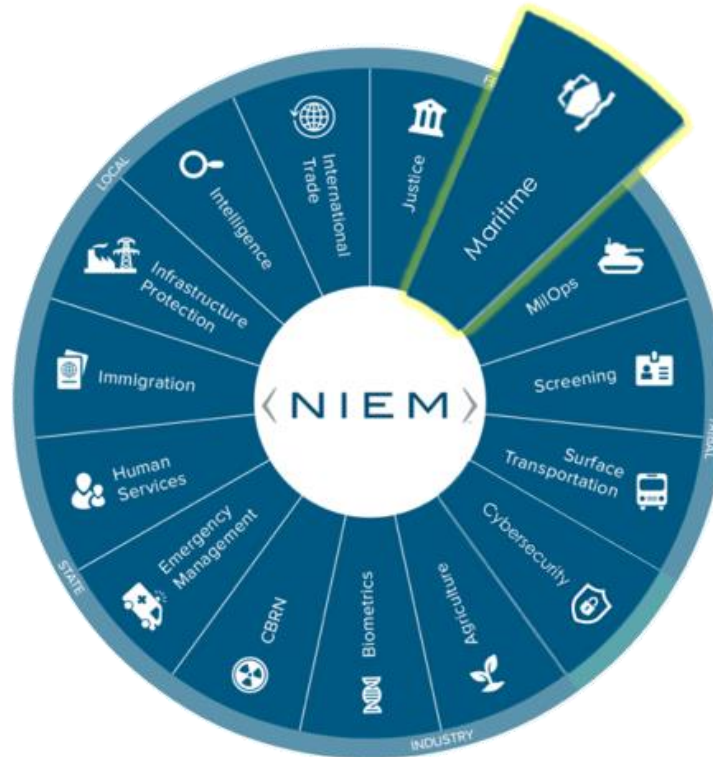 NIEM
Justice
Maritime
MilOps
Screening
Surface
Transportation
Cybersecurity
Agriculture
Biometrics
CBRN
Emergency
Management
Human
Services
Immigration
Infrastructure
Protection
Intelligence
International
Trade
LOCAL
STATE
INDUSTRY